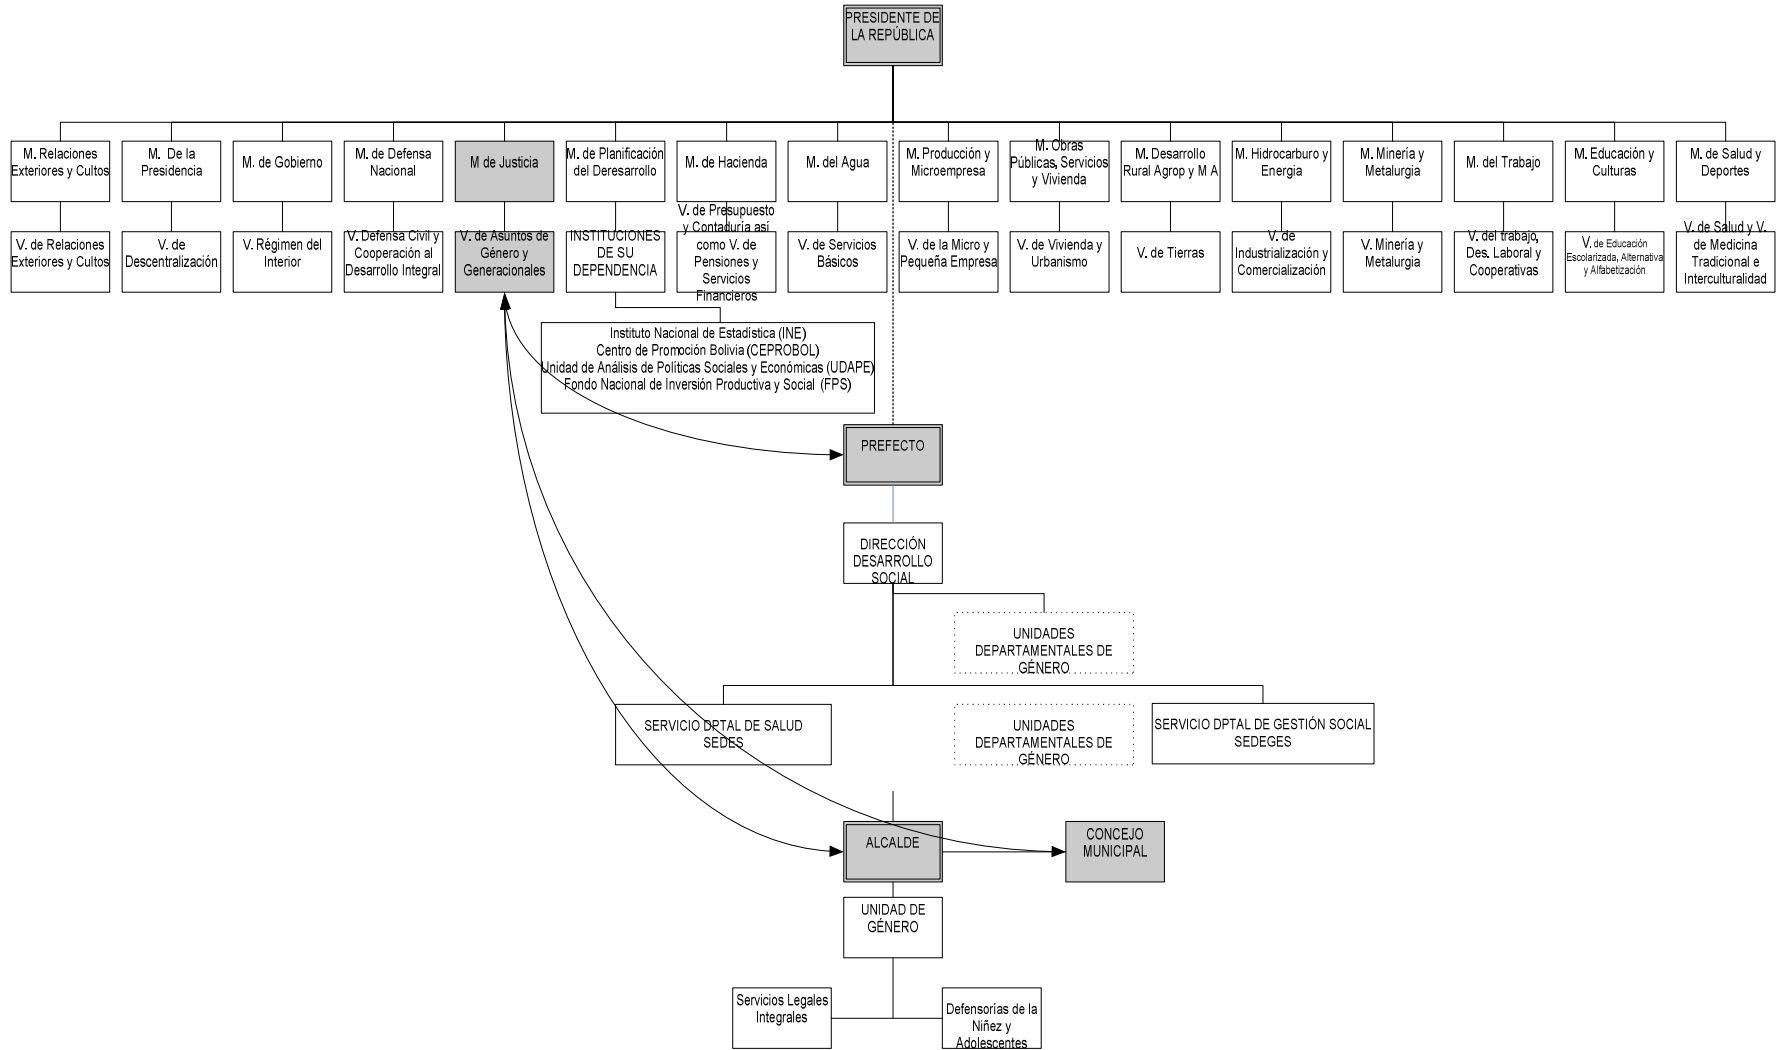 PRESIDENTE DE
LA REPÚBLICA
M. Relaciones
Exteriores y Cultos
M. De la
Presidencia
M. de Gobierno
M. de Defensa
Nacional
M de Justicia
M. de Planificación
del Deresarrollo
M. de Hacienda
M. del Agua
M. Producción y
Microempresa
M. Obras
Públicas, Servicios
y Vivienda
M. Desarrollo
Rural Agrop y M A
M. Hidrocarburo y
Energia
M. Minería y
Metalurgia
M. del Trabajo
M. Educación y
Culturas
M. de Salud y
Deportes
V. de Relaciones
Exteriores y Cultos
V. de
Descentralización
V. Régimen del
Interior
V. Defensa Civil y
Cooperación al
Desarrollo Integral
V. de Asuntos de
Género y
Generacionales
INSTITUCIONES
DE SU
DEPENDENCIA
V. de Presupuesto
y Contaduría así
como V. de
Pensiones y
Servicios
Financieros
V. de Servicios
Básicos
V. de la Micro y
Pequeña Empresa
V. de Vivienda y
Urbanismo
V. de Tierras
V. de
Industrialización y
Comercialización
V. Minería y
Metalurgia
V. del trabajo,
Des. Laboral y
Cooperativas
V. de Educación
Escolarizada, Alternativa
y Alfabetización
V. de Salud y V.
de Medicina
Tradicional e
Interculturalidad
Instituto Nacional de Estadística (INE)
Centro de Promoción Bolivia (CEPROBOL)
Unidad de Análisis de Políticas Sociales y Económicas (UDAPE)
Fondo Nacional de Inversión Productiva y Social (FPS)
PREFECTO
DIRECCIÓN
DESARROLLO
SOCIAL
UNIDADES
DEPARTAMENTALES DE
GÉNERO
SERVICIO DPTAL DE SALUD
SEDES
UNIDADES
DEPARTAMENTALES DE
GÉNERO
SERVICIO DPTAL DE GESTIÓN SOCIAL
SEDEGES
ALCALDE
CONCEJO
MUNICIPAL
UNIDAD DE
GÉNERO
Servicios Legales
Integrales
Defensorías de la
Niñez y
Adolescentes